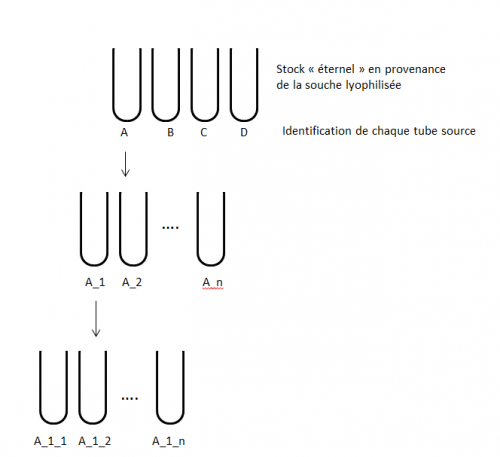 Stock « éternel » en provenance
de la souche lyophilisée
A B C D Identification de chaque tube source
....
A_1 A_2 A_n
....
A_1_1 A_1_2 A_1_n